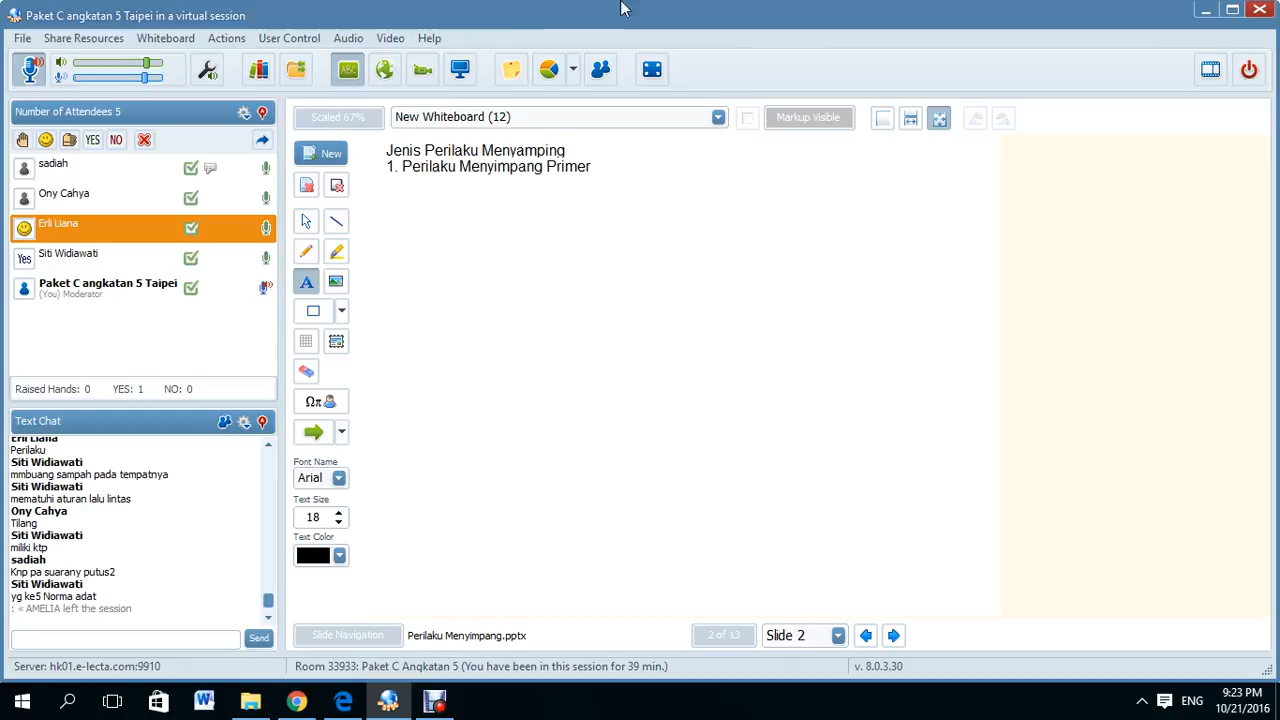 Paket C angkatan 5 Taipei in a virtual session
File Share Resources Whiteboard Actions User Control Audio Video Help
ABC
Number of Attendees 5
YES NO
sadiah
Ony Cahya
Erli Liana
Yes Siti Widiawati
Paket C angkatan 5 Taipei
(You) Moderator
Raised Hands: 0 YES: 1 NO: 0
Text Chat
Erli Liana
Perilaku
Siti Widiawati
mmbuang sampah pada tempatnya
Siti Widiawati
mematuhi aturan lalu lintas
Ony Cahya
Tilang
Siti Widiawati
miliki ktp
sadiah
Knp pa suarany putus2
Siti Widiawati
yg ke5 Norma adat
: « AMELIA left the session
Send
Scaled 67% New Whiteboard (12) Markup Visible
New
A
Ωπ
Font Name
Arial
Text Size
18
Text Color
Jenis Perilaku Menyamping
1. Perilaku Menyimpang Primer
Slide Navigation Perilaku Menyimpang.pptx 2 of 13 Slide 2
Server: hk01.e-lecta.com:9910 Room 33933: Paket C Angkatan 5 (You have been in this session for 39 min.) v. 8.0.3.30
ENG
9:23 PM
10/21/2016